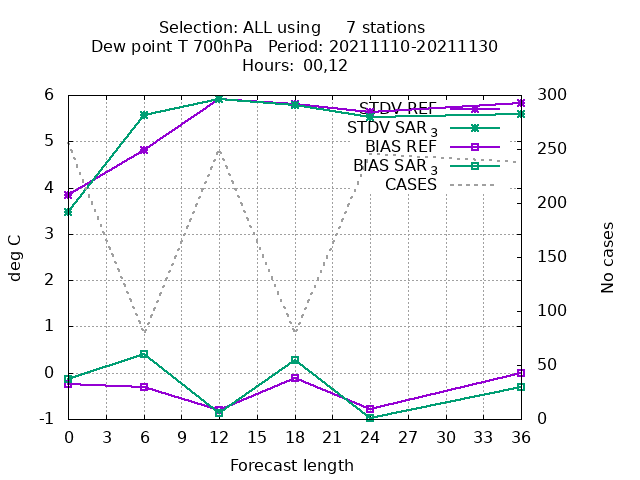 Selection: ALL using     7 stations
Dew point T 700hPa   Period: 20211110-20211130
Hours: 00,12
6 300
STDV REF
STDV SAR 3
5 250
BIAS REF
BIAS SAR 3
4
CASES
200
3
deg C
No cases
2 150
100
1
0 50
-1 0
0 3 6 9 12 15 18 21 24 27 30 33 36
Forecast length